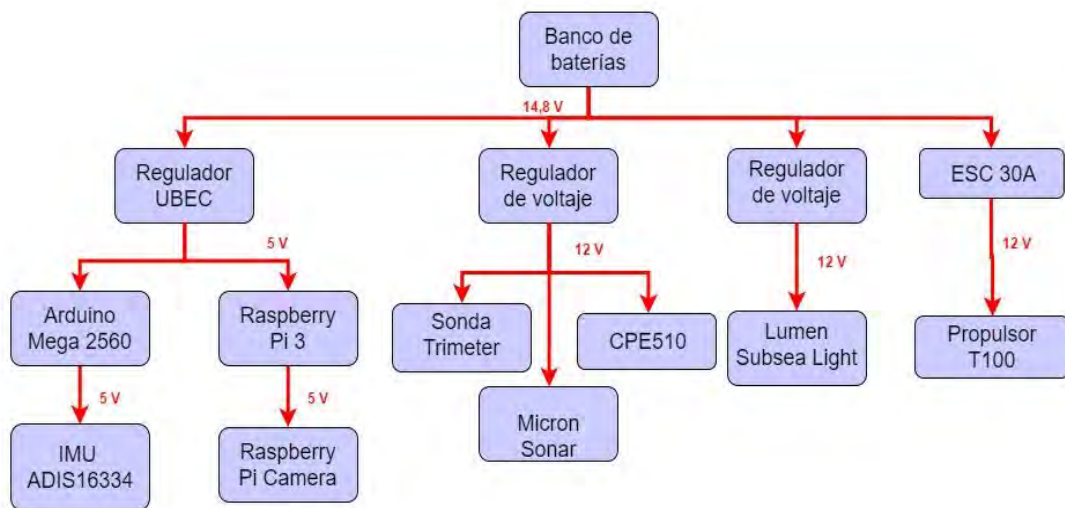 Banco de
baterías
14,8 V
Regulador
UBEC
Regulador
de voltaje
Regulador
de voltaje
ESC 30A
5 V
12 V
12 V
12 V
Arduino
Mega 2560
Raspberry
Pi 3
Sonda
Trimeter
CPE510
Lumen
Subsea Light
Propulsor
T100
5 V
5 V
Micron
Sonar
IMU
ADIS16334
Raspberry
Pi Camera